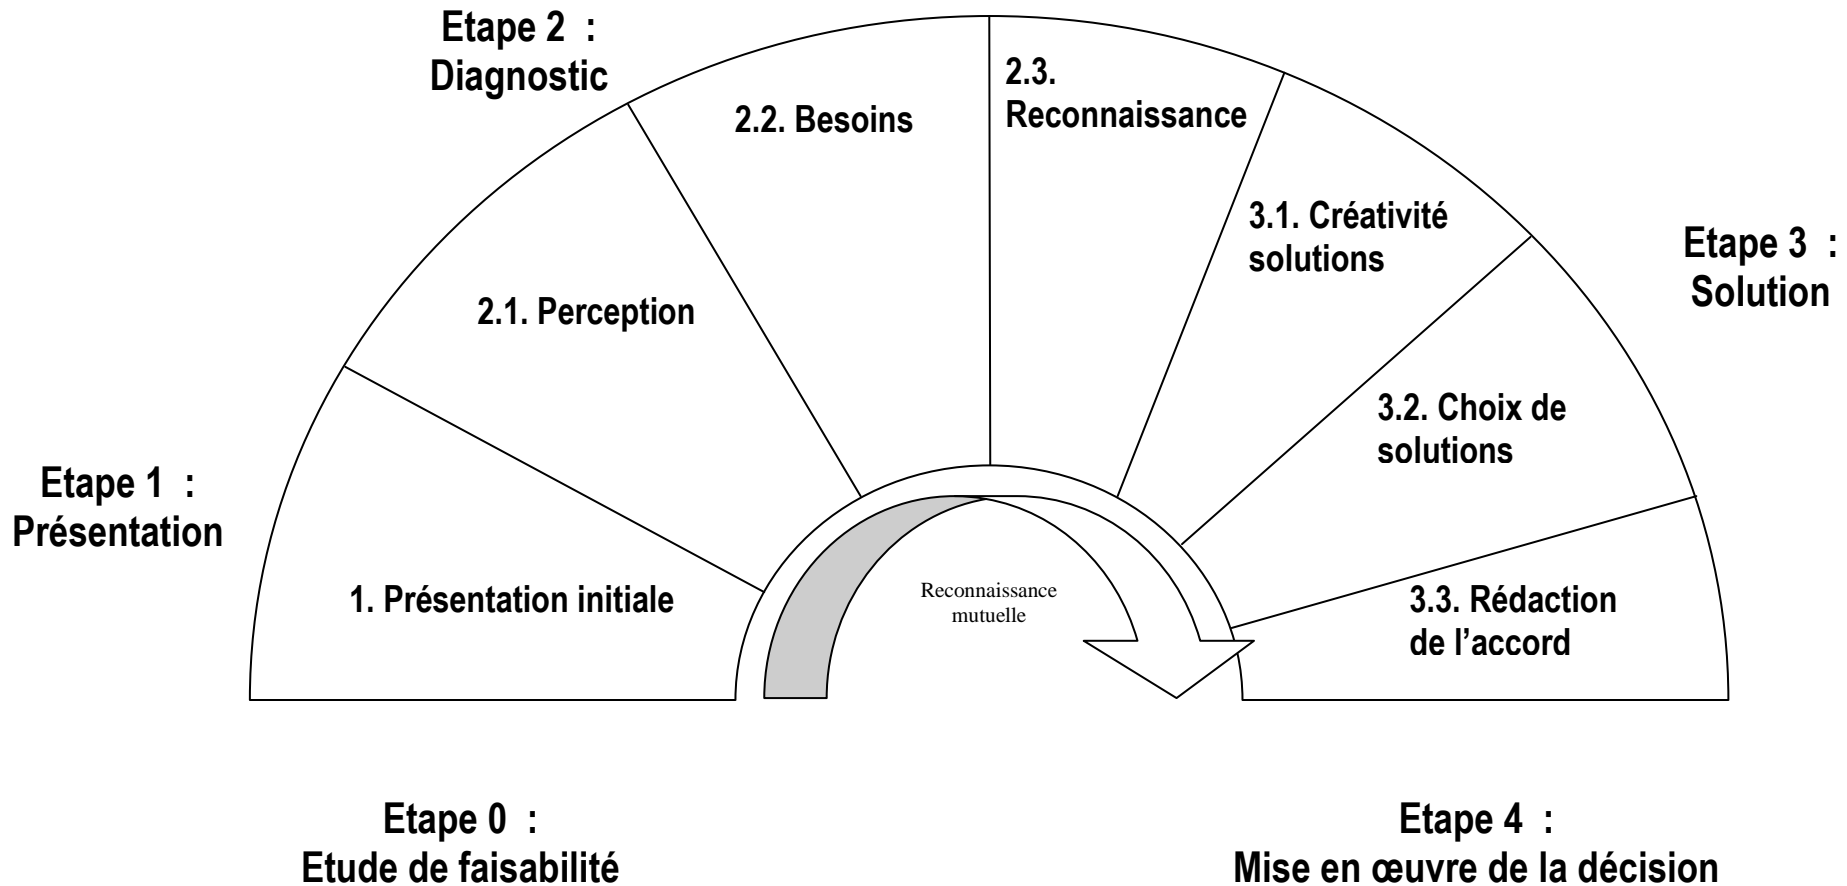 Etape 2  :
Diagnostic
2.3.
Reconnaissance
2.2. Besoins
3.1. Créativité
solutions
Etape 3  :
Solution
2.1. Perception
3.2. Choix de
solutions
Etape 1  :
Présentation
1. Présentation initiale
Reconnaissance
mutuelle
3.3. Rédaction
de l’accord
Etape 0  :
Etude de faisabilité
Etape 4  :
Mise en œuvre de la décision